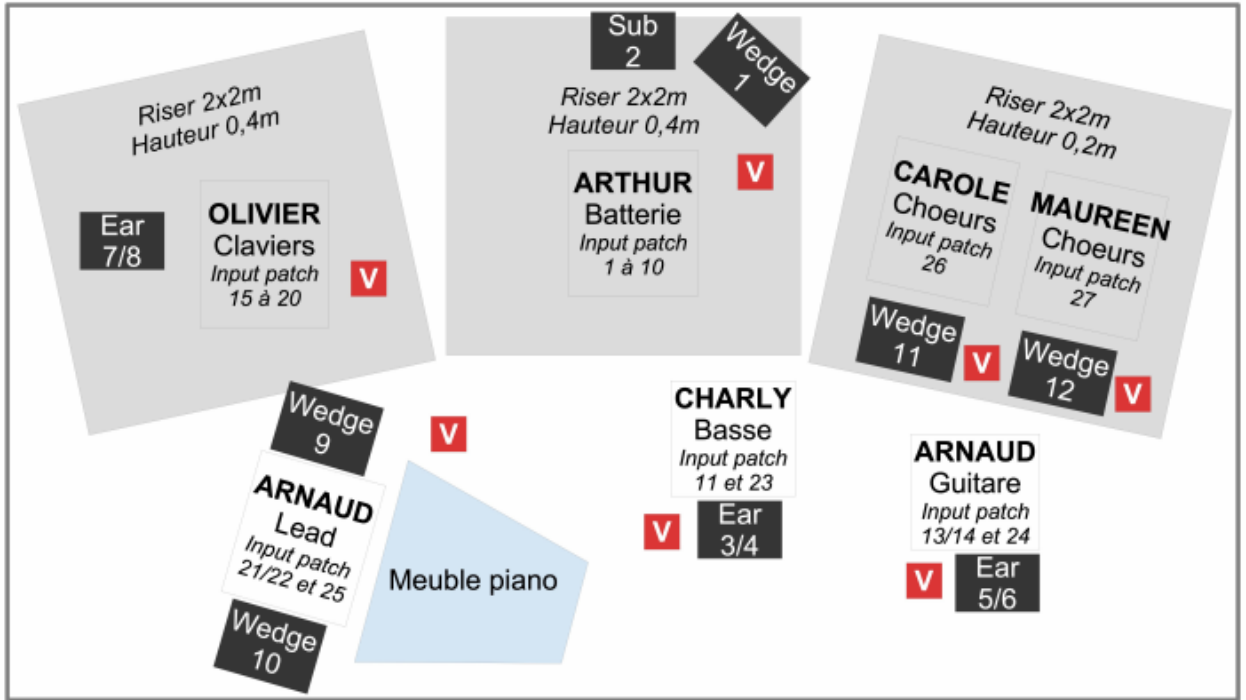 Riser 2x2m
Hauteur 0,4m
Ear
7/8
OLIVIER
Claviers
Input patch
15 à 20
V
Sub
2
Wedge
1
Riser 2x2m
Hauteur 0,4m
ARTHUR
Batterie
Input patch
1 à 10
V
Riser 2x2m
Hauteur 0,2m
CAROLE
Choeurs
Input patch
26
MAUREEN
Choeurs
Input patch
27
Wedge
11
V
Wedge
12
V
Wedge
9
V
ARNAUD
Lead
Input patch
21/22 et 25
Wedge
10
Meuble piano
CHARLY
Basse
Input patch
11 et 23
V
Ear
3/4
ARNAUD
Guitare
Input patch
13/14 et 24
V
Ear
5/6